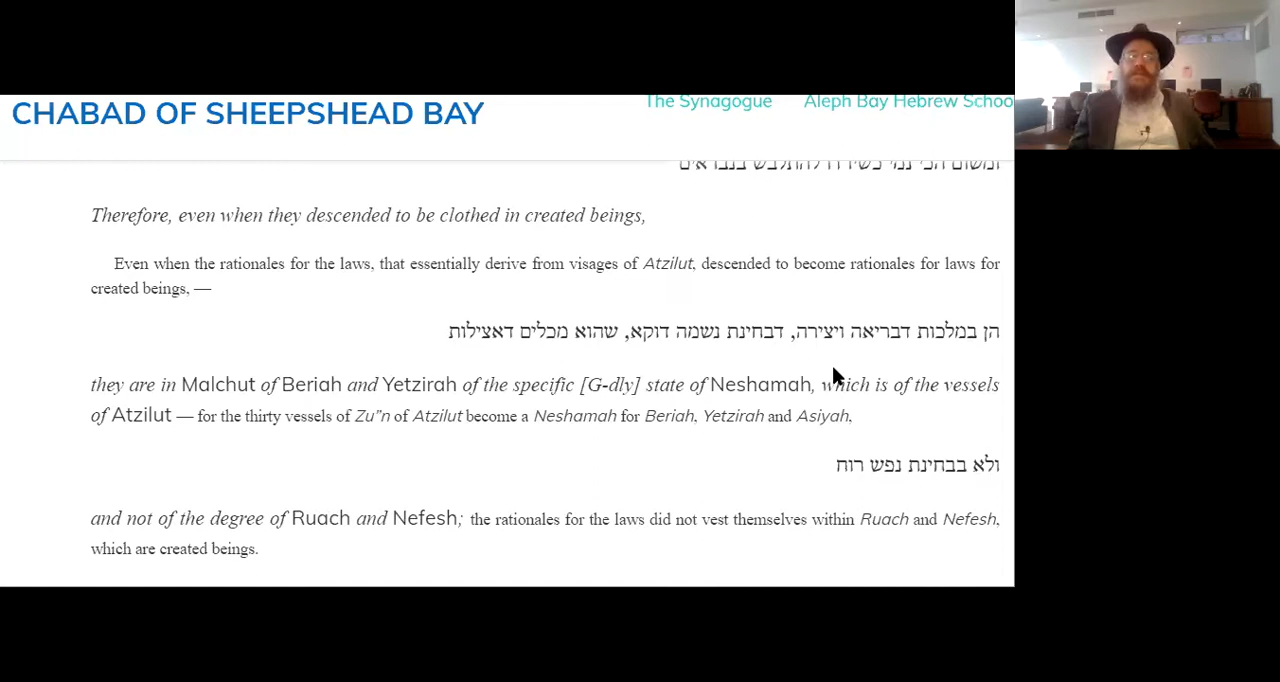 The Synagogue Aleph Bay Hebrew Schoo
CHABAD OF SHEEPSHEAD BAY
ומשום הכי נמי כשירדו להתלבש בנבראים
Therefore, even when they descended to be clothed in created beings,
Even when the rationales for the laws, that essentially derive from visages of Atzilut, descended to become rationales for laws for
created beings, —
הן במלכות דבריאה ויצירה, דבחינת נשמה דוקא, שהוא מכלים דאצילות
they are in Malchut of Beriah and Yetzirah of the specific [G-dly] state of Neshamah, which is of the vessels
of Atzilut — for the thirty vessels of Zu"n of Atzilut become a Neshamah for Beriah, Yetzirah and Asiyah,
ולא בבחינת נפש רוח
and not of the degree of Ruach and Nefesh; the rationales for the laws did not vest themselves within Ruach and Nefesh,
which are created beings.